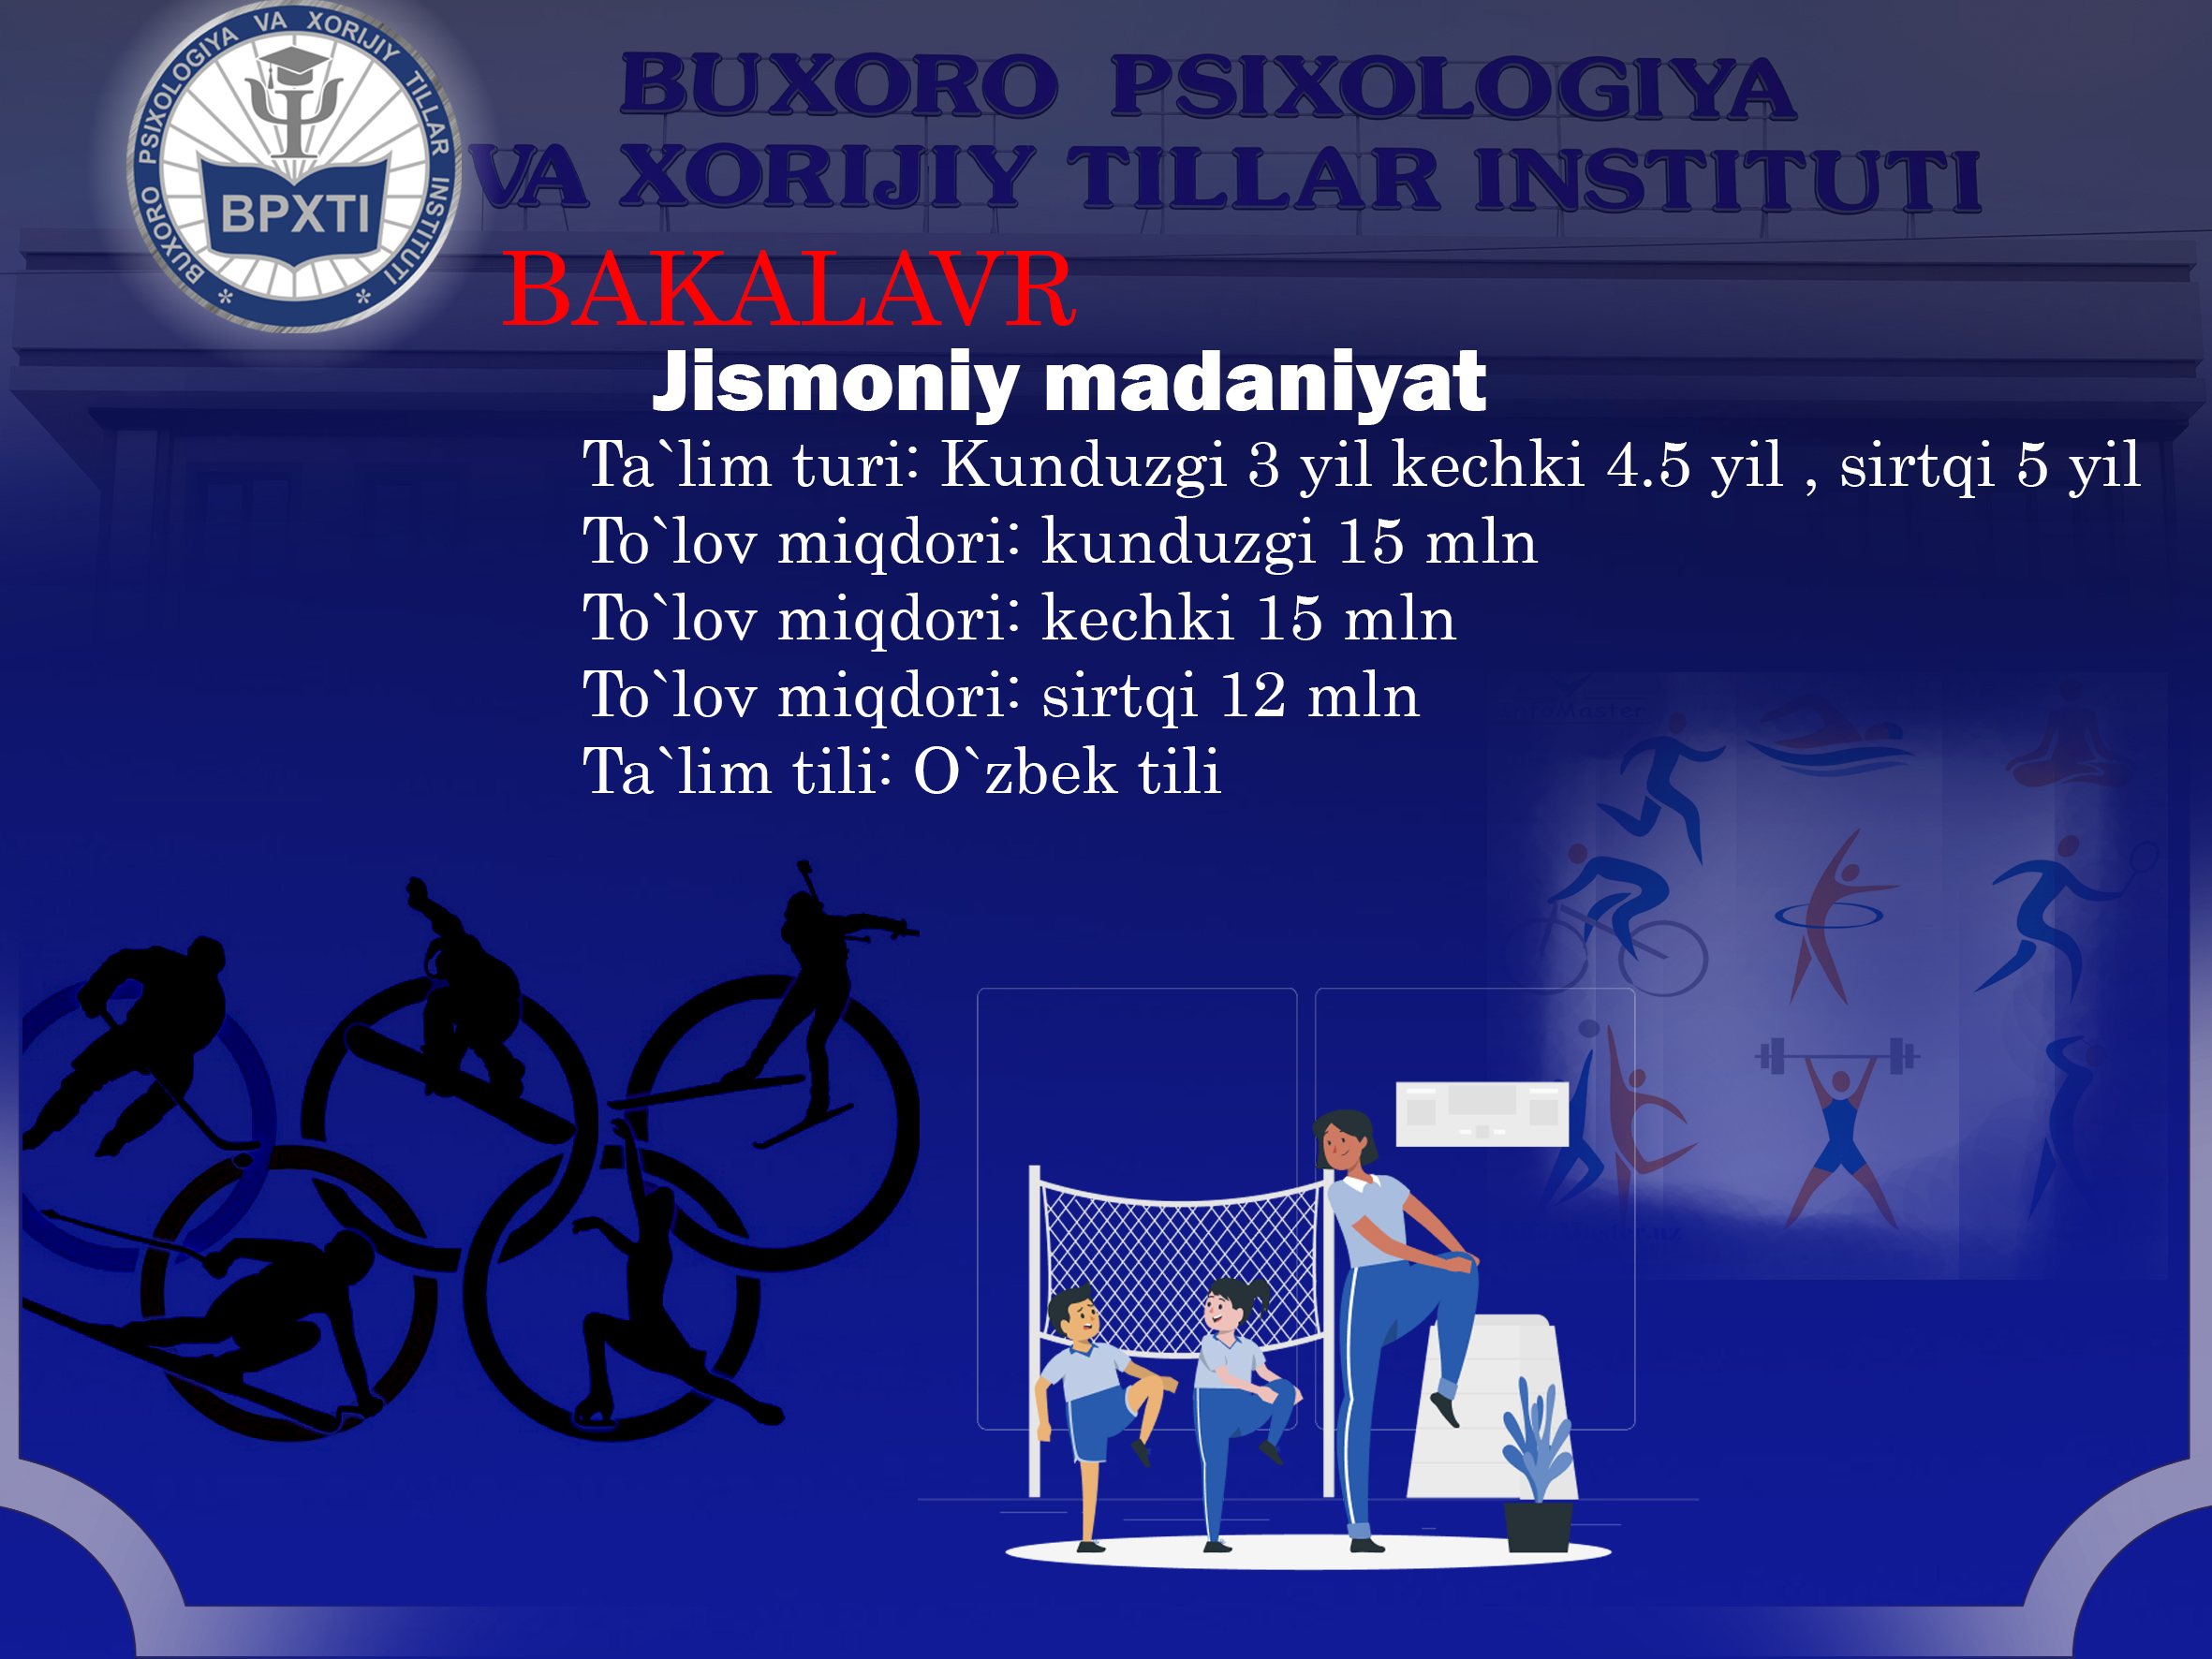 BUXORO PSIXOLOGIYA VA XORIJIY TILLAR INSTITUTI
BPXTI
BUXORO PSIXOLOGIYA
VA XORIJIY TILLAR INSTITUTI
BAKALAVR
Jismoniy madaniyat
Ta`lim turi: Kunduzgi 3 yil kechki 4.5 yil , sirtqi 5 yil
To`lov miqdori: kunduzgi 15 mln
To`lov miqdori: kechki 15 mln
To`lov miqdori: sirtqi 12 mln
Ta`lim tili: O`zbek tili